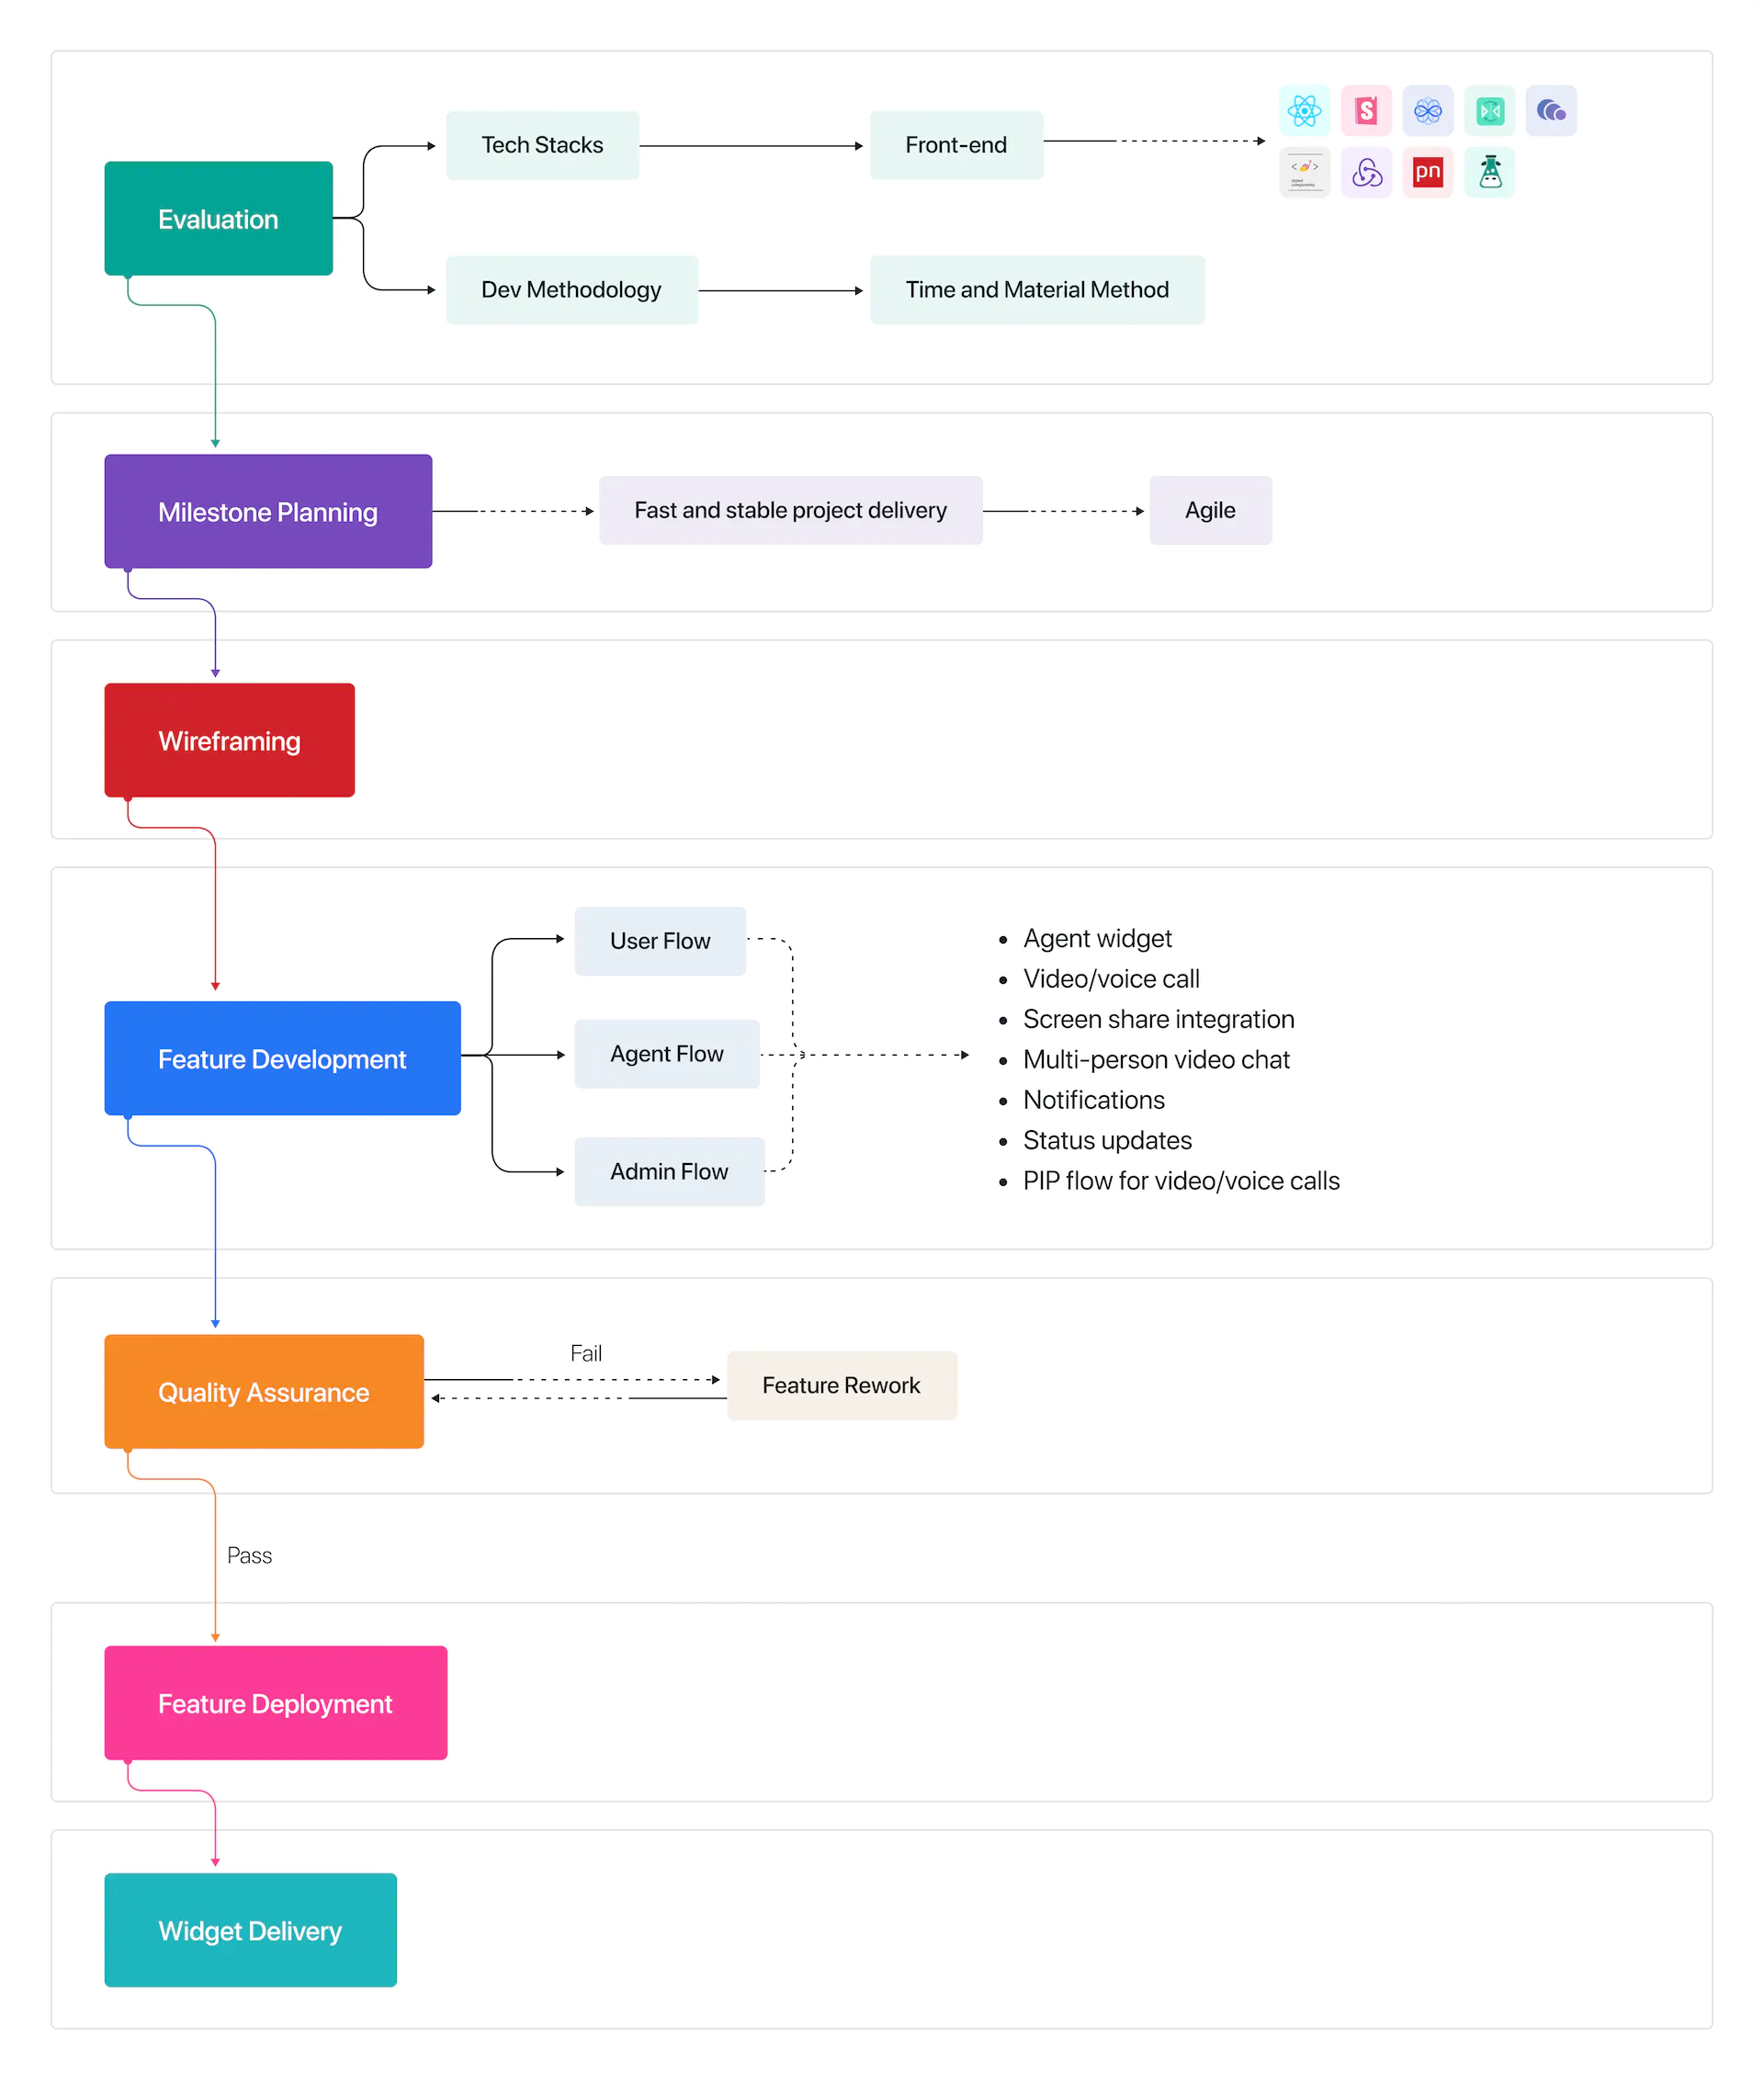 Tech Stacks
Front-end
S
< >
styled
components
pn
Evaluation
Dev Methodology
Time and Material Method
Milestone Planning
Fast and stable project delivery
Agile
Wireframing
User Flow
Agent Flow
Admin Flow
Feature Development
• Agent widget
• Video/voice call
• Screen share integration
• Multi-person video chat
• Notifications
• Status updates
• PIP flow for video/voice calls
Quality Assurance
Fail
Feature Rework
Pass
Feature Deployment
Widget Delivery